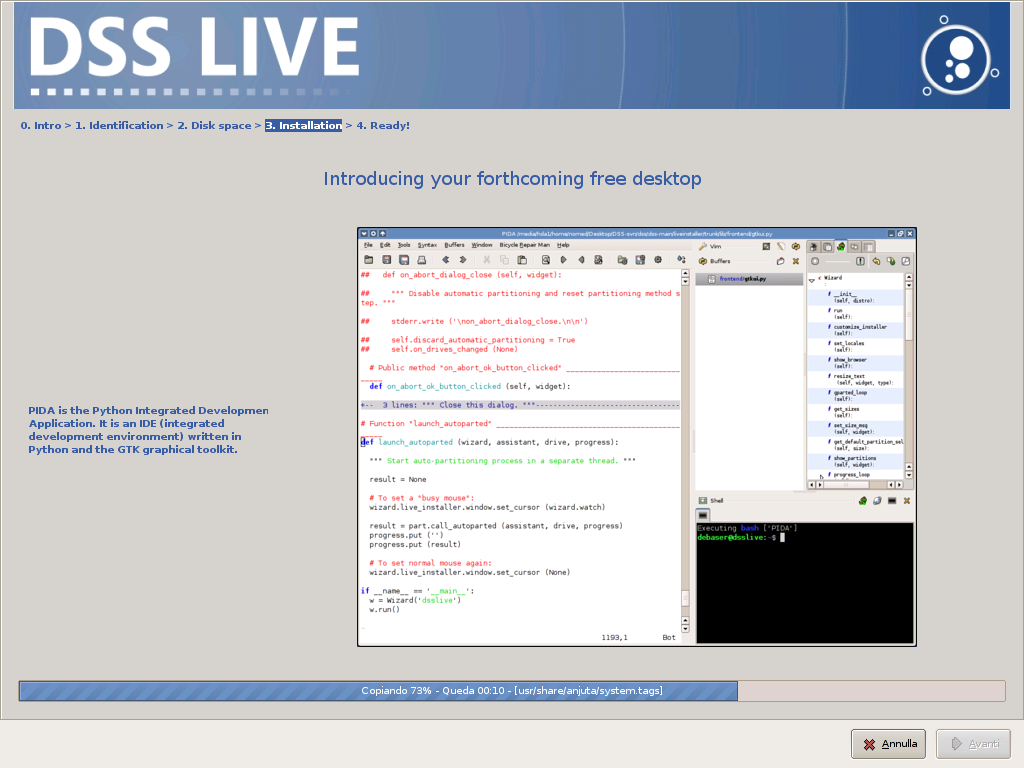 DSS LIVE
0. Intro > 1. Identification > 2. Disk space > 3. Installation > 4. Ready!
Introducing your forthcoming free desktop
PIDA is the Python Integrated Developmen
Application. It is an IDE (integrated
development environment) written in
Python and the GTK graphical toolkit.
PIDA /media/hda1/home/nomed/Desktop/DSS-svn/dss/dss-main/liveinstaller/trunk/lib/frontend/gtkui.py
File Edit Tools Syntax Buffers Window Bicycle Repair Man Help
## def on_abort_dialog_close (self, widget):
## """ Disable automatic partitioning and reset partitioning method s
tep. """
## stderr.write ('\non_abort_dialog_close.\n\n')
## self.discard_automatic_partitioning = True
## self.on_drives_changed (None)
# Public method "on_abort_ok_button_clicked" ____________________________
_____
def on_abort_ok_button_clicked (self, widget):
+-- 3 lines: """ Close this dialog. """-----------------------------------
# Function "launch_autoparted" _____________________________________________
_____
def launch_autoparted (wizard, assistant, drive, progress):
""" Start auto-partitioning process in a separate thread. """
result = None
# To set a "busy mouse":
wizard.live_installer.window.set_cursor (wizard.watch)
result = part.call_autoparted (assistant, drive, progress)
progress.put ('')
progress.put (result)
# To set normal mouse again:
wizard.live_installer.window.set_cursor (None)
if __name__ == '__main__':
w = Wizard('dsslive')
w.run()
1193,1 Bot
Vim
Buffers
frontend/gtkui.py
c Wizard
f __init__
(self, distro):
f run
(self):
f customize_installer
(self):
f set_locales
(self):
f show_browser
(self):
f resize_text
(self, widget, type):
f gparted_loop
(self):
f get_sizes
(self):
f set_size_msg
(self, widget):
f get_default_partition_sel
(self, size):
f show_partitions
(self, widget):
f progress_loop
Shell
Executing bash ['PIDA']
debaser@dsslive:~$
Copiando 73% - Queda 00:10 - [usr/share/anjuta/system.tags]
Annulla
Avanti